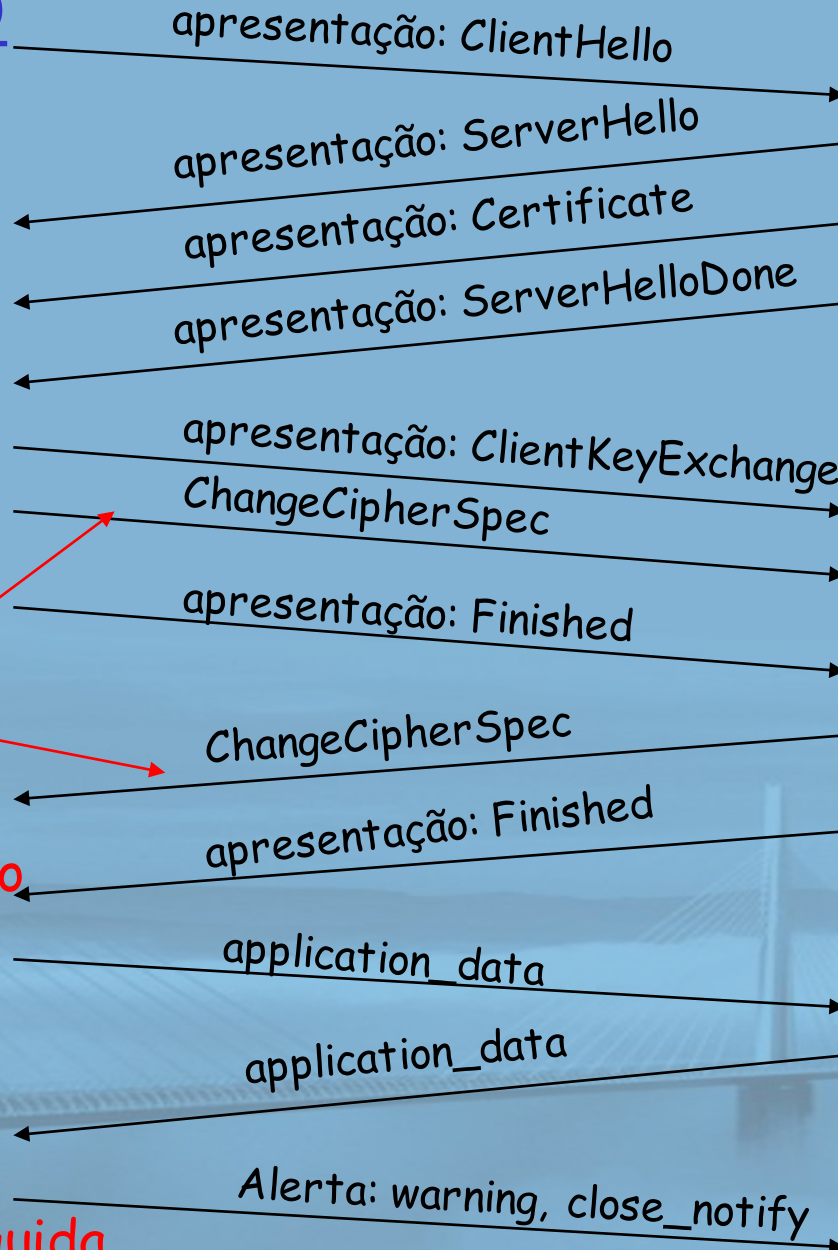 apresentação: ClientHello
apresentação: ServerHello
apresentação: Certificate
apresentação: ServerHelloDone
apresentação: ClientKeyExchange
ChangeCipherSpec
apresentação: Finished
ChangeCipherSpec
apresentação: Finished
application_data
application_data
Alerta: warning, close_notify